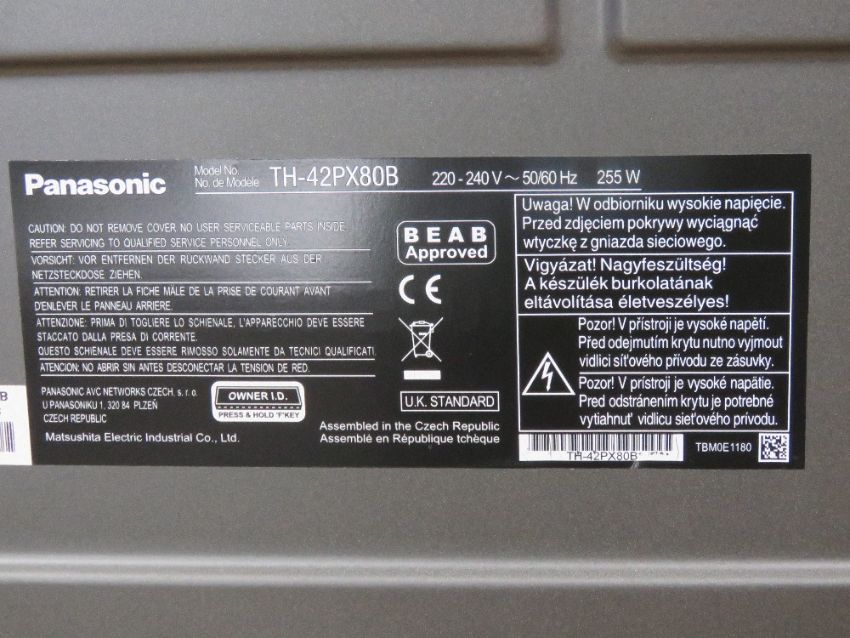 Panasonic
Model No.
No. de Modèle
TH-42PX80B
220 - 240 V ~ 50/60 Hz 255 W
CAUTION: DO NOT REMOVE COVER NO USER SERVICEABLE PARTS INSIDE.
REFER SERVICING TO QUALIFIED SERVICE PERSONNEL ONLY.
VORSICHT: VOR ENTFERNEN DER RÜCKWAND STECKER AUS DER
NETZSTECKDOSE ZIEHEN.
ATTENTION: RETIRER LA FICHE MÂLE DE LA PRISE DE COURANT AVANT
D'ENLEVER LE PANNEAU ARRIERE.
ATTENZIONE: PRIMA DI TOGLIERE LO SCHIENALE, L'APPARECCHIO DEVE ESSERE
STACCATO DALLA PRESA DI CORRENTE.
QUESTO SCHIENALE DEVE ESSERE RIMOSSO SOLAMENTE DA TECNICI QUALIFICATI.
ATENCION: NO ABRIR SIN ANTES DESCONECTAR LA TENSION DE RED.
PANASONIC AVC NETWORKS CZECH, s. r. o.
U PANASONIKU 1, 320 84 PLZEŇ
CZECH REPUBLIC
Matsushita Electric Industrial Co., Ltd.
OWNER I.D.
PRESS & HOLD 'F'KEY
BEAB
Approved
CE
U.K. STANDARD
Assembled in the Czech Republic
Assemblé en République tchèque
Uwaga! W odbiorniku wysokie napięcie.
Przed zdjęciem pokrywy wyciągnąć
wtyczkę z gniazda sieciowego.
Vigyázat! Nagyfeszültség!
A készülék burkolatának
eltávolítása életveszélyes!
Pozor! V přístroji je vysoké napětí.
Před odejmutím krytu nutno vyjmout
vidlici síťového přívodu ze zásuvky.
Pozor! V prístroji je vysoké napätie.
Pred odstránením krytu je potrebné
vytiahnuť vidlicu sieťového prívodu.
TH-42PX80B
TBM0E1180